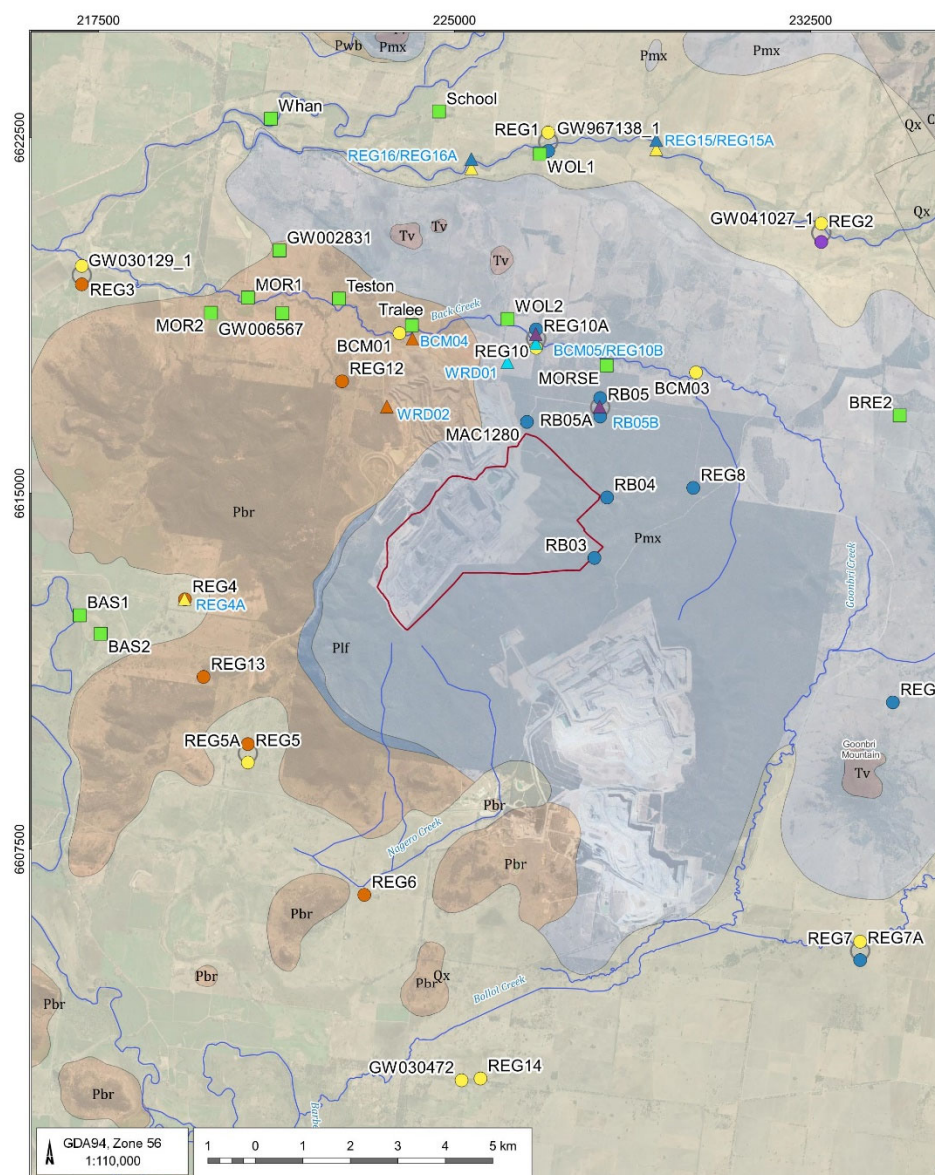 217500
225000
232500
Pwb
Pmx
Pmx
Pmx
Whan
School
REG1
GW967138_1
Qx
6622500
REG16/REG16A
WOL1
REG15/REG15A
GW041027_1
REG2
Qx
GW002831
Tv
Tv
Tv
GW030129_1
REG3
MOR1
Teston
MOR2
GW006567
Tralee
Back Creek
WOL2
REG10A
BCM01
BCM04
REG10
BCM05/REG10B
WRD01
MORSE
BCM03
REG12
WRD02
RB05
BRE2
MAC1280
RB05A
RB05B
6615000
Pbr
RB04
REG8
RB03
Pmx
Goonbri Creek
REG4
REG4A
BAS1
BAS2
Plf
REG13
REG
REG5A
REG5
Goonbri
Mountain
Tv
Pbr
Nagero Creek
6607500
Pbr
REG6
Pbr
REG7
REG7A
Pbr
Pbr
Pbr
Qx
Bollol Creek
GW030472
REG14
Pbr
GDA94, Zone 56
1:110,000
1 0 1 2 3 4 5 km